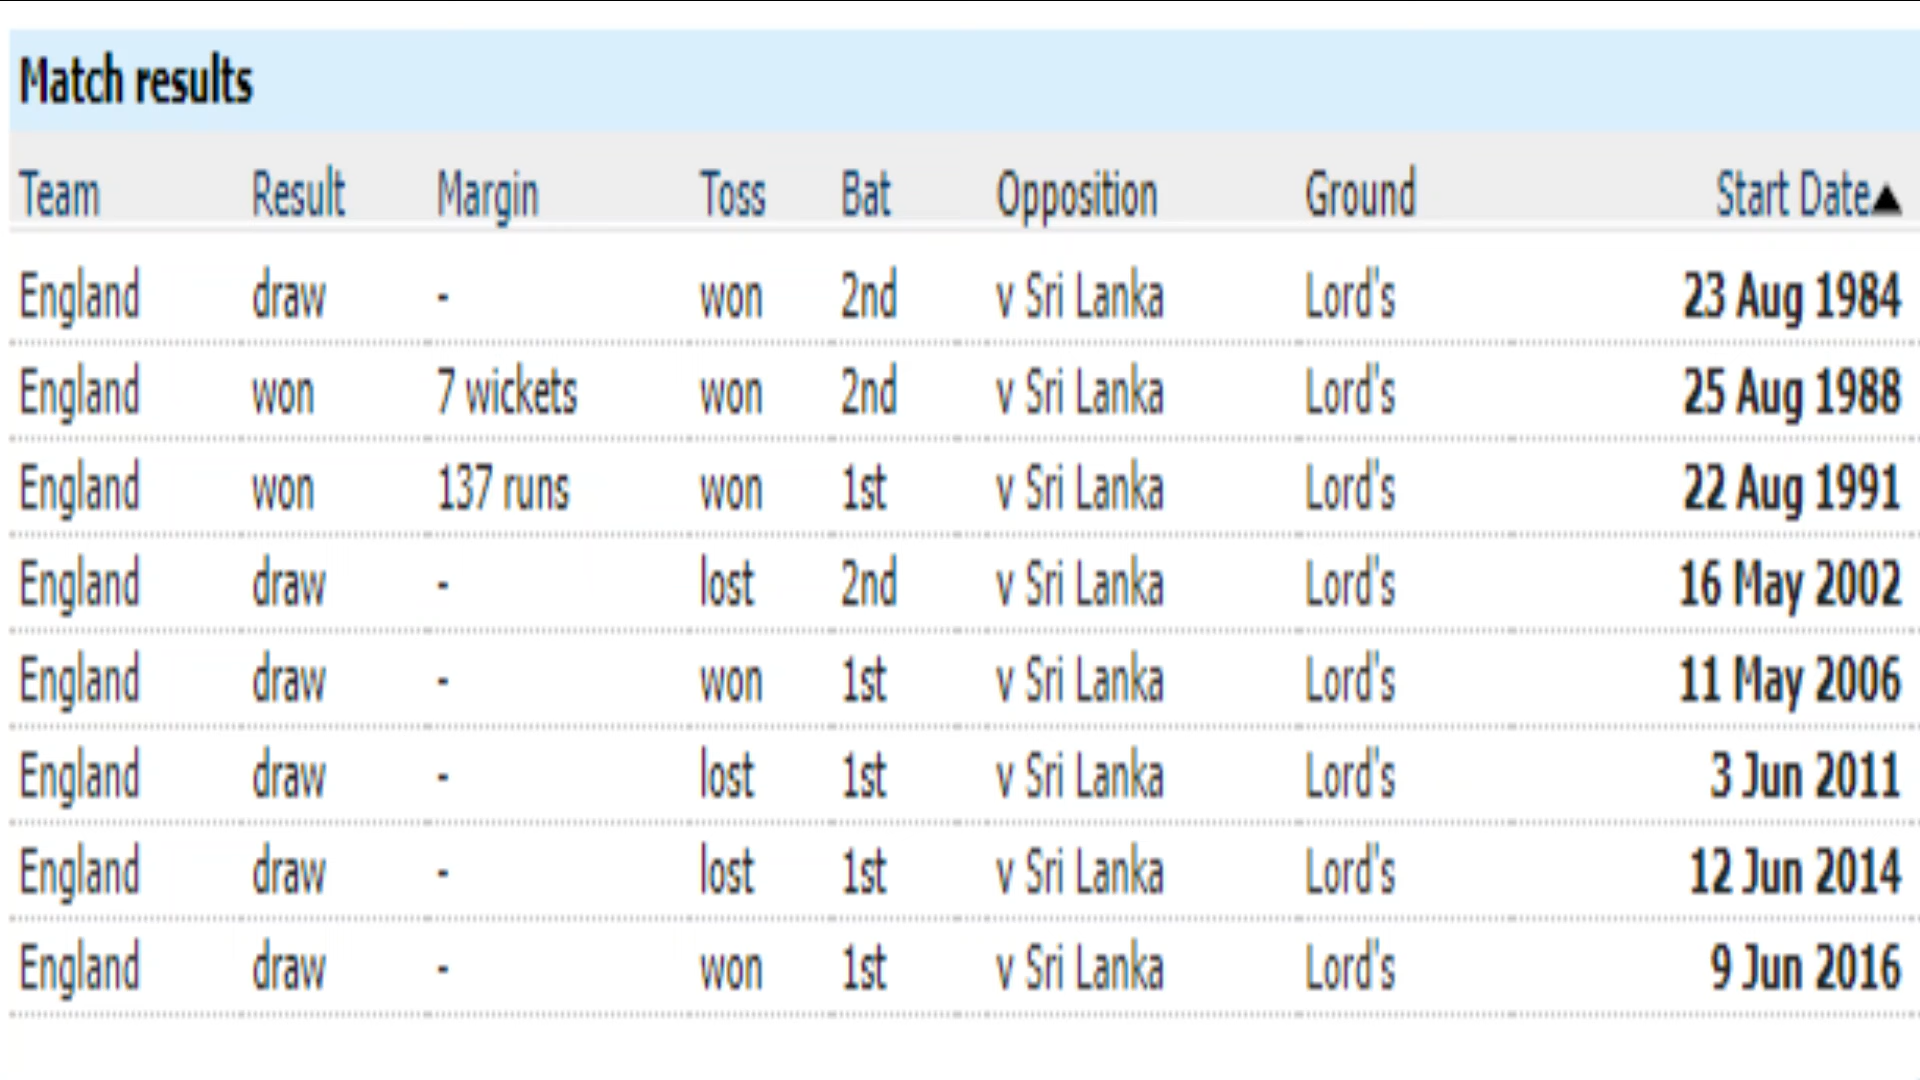 Match results
Team Result Margin Toss Bat Opposition Ground Start Date▲
England draw - won 2nd v Sri Lanka Lord's 23 Aug 1984
England won 7 wickets won 2nd v Sri Lanka Lord's 25 Aug 1988
England won 137 runs won 1st v Sri Lanka Lord's 22 Aug 1991
England draw - lost 2nd v Sri Lanka Lord's 16 May 2002
England draw - won 1st v Sri Lanka Lord's 11 May 2006
England draw - lost 1st v Sri Lanka Lord's 3 Jun 2011
England draw - lost 1st v Sri Lanka Lord's 12 Jun 2014
England draw - won 1st v Sri Lanka Lord's 9 Jun 2016